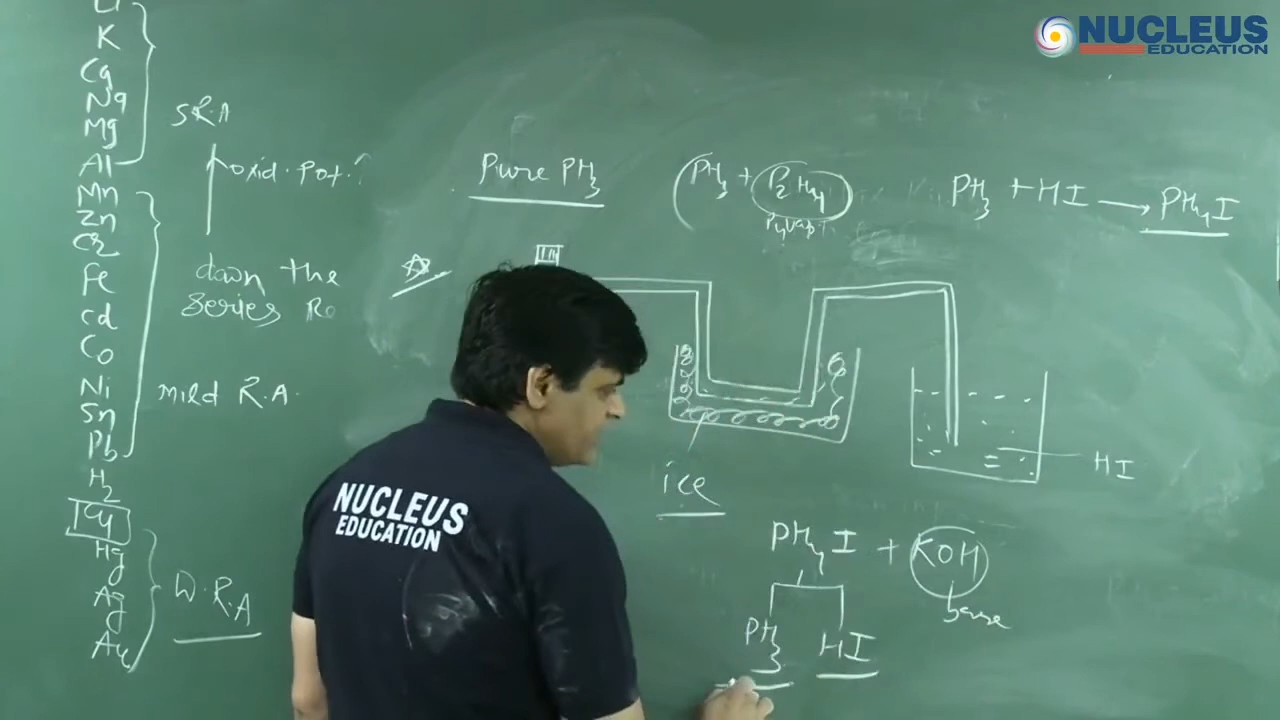 NUCLEUS
EDUCATION
K
Ca
Na
Mg
Al
Mn
Zn
Cr
Fe
Cd
Co
Ni
Sn
Pb
H2
Cu
Hg
Ag
Au
S.R.A
oxid. pot. ↑
down the
series Re
mild R.A.
W.R.A
Pure PH3
PH3 + P2H4
PH3 + HI → PH4I
ice
HI
PH4I + KOH
base
PH3 HI
NUCLEUS
EDUCATION